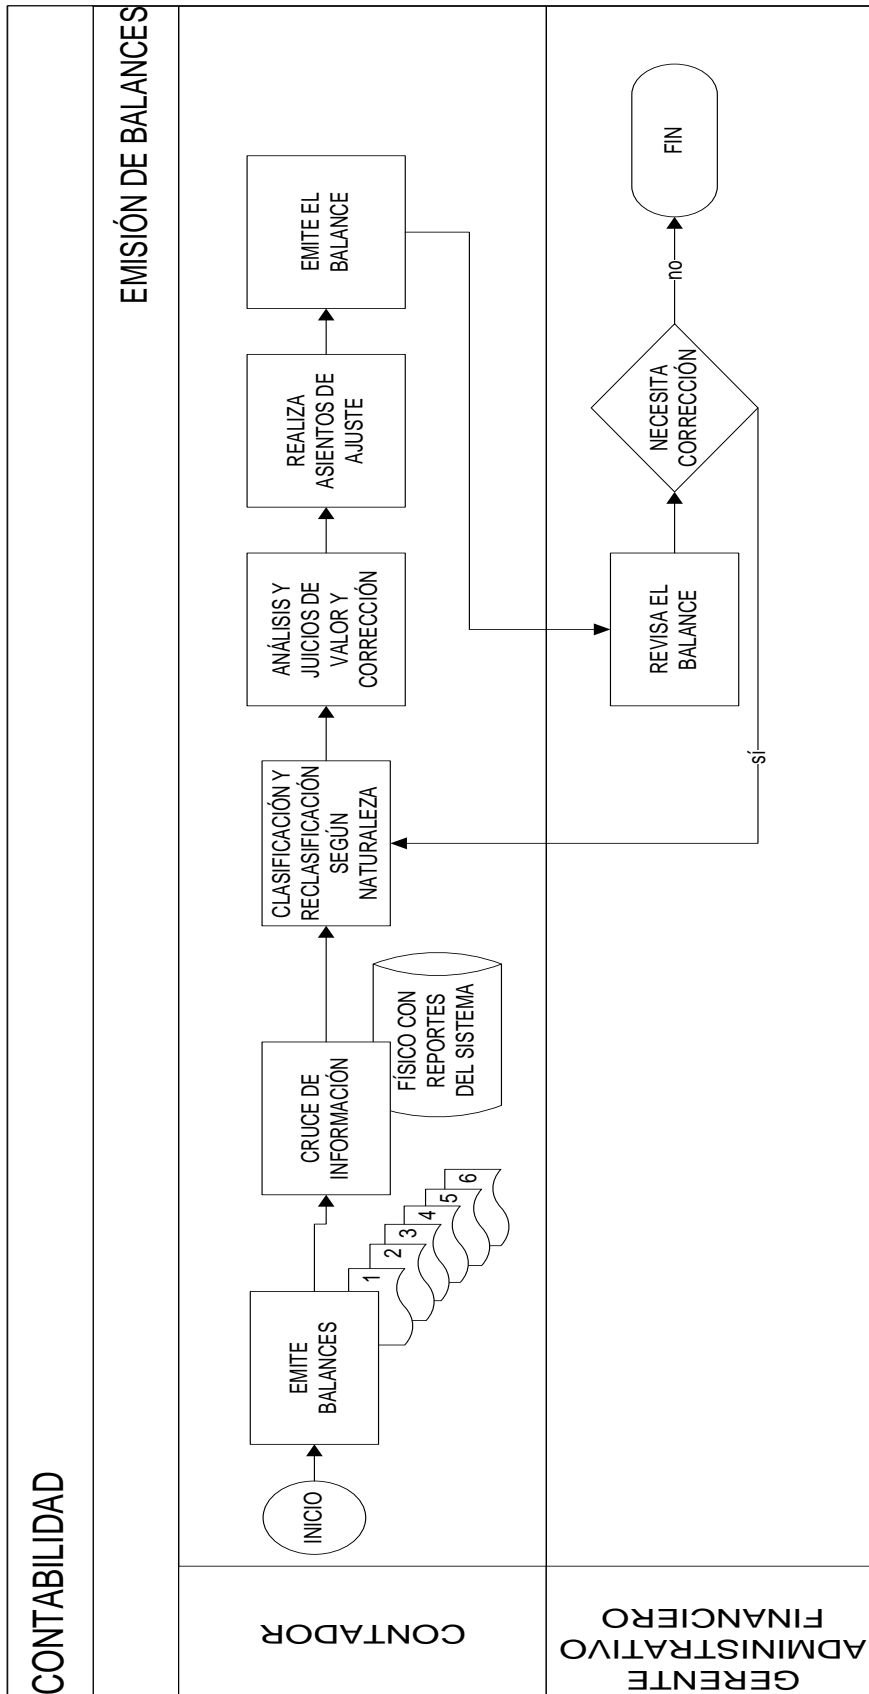 CONTABILIDAD
EMISIÓN DE BALANCES
CONTADOR
INICIO
EMITE
BALANCES
1
2
3
4
5
6
CRUCE DE
INFORMACIÓN
FÍSICO CON
REPORTES
DEL SISTEMA
CLASIFICACIÓN Y
RECLASIFICACIÓN
SEGÚN
NATURALEZA
ANÁLISIS Y
JUICIOS DE
VALOR Y
CORRECCIÓN
REALIZA
ASIENTOS DE
AJUSTE
EMITE EL
BALANCE
GERENTE
ADMINISTRATIVO
FINANCIERO
REVISA EL
BALANCE
NECESITA
CORRECCIÓN
sí
no
FIN